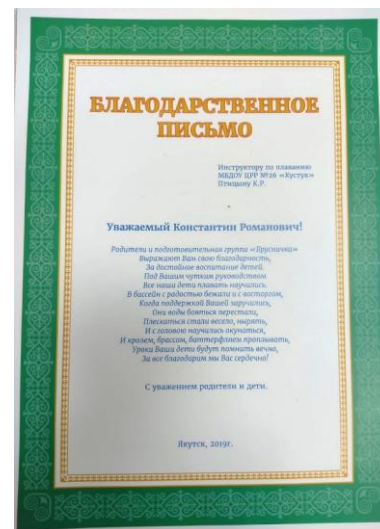 БЛАГОДАРСТВЕННОЕ
ПИСЬМО
Инструктору по плаванию
МБДОУ ЦРР №26 «Кустук»
Птицыну К.Р.
Уважаемый Константин Романович!
Родители и подготовительная группа «Брусничка»
Выражают Вам свою благодарность,
За достойное воспитание детей.
Под Вашим чутким руководством
Все наши дети плавать научились.
В бассейн с радостью бежали и с восторгом,
Когда поддержкой Вашей заручились,
Они воды бояться перестали,
Плескаться стали весело, нырять,
И с головою научились окунаться,
И кролем, брассом, баттерфляем проплывать,
Уроки Ваши дети будут помнить вечно,
За все благодарим мы Вас сердечно!
С уважением родители и дети.
Якутск, 2019г.